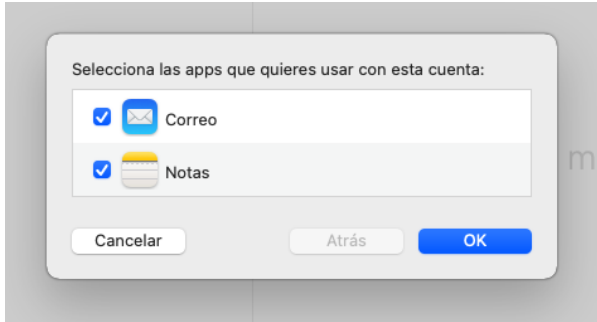 Selecciona las apps que quieres usar con esta cuenta:
Correo
Notas
m
Cancelar
Atrás
OK